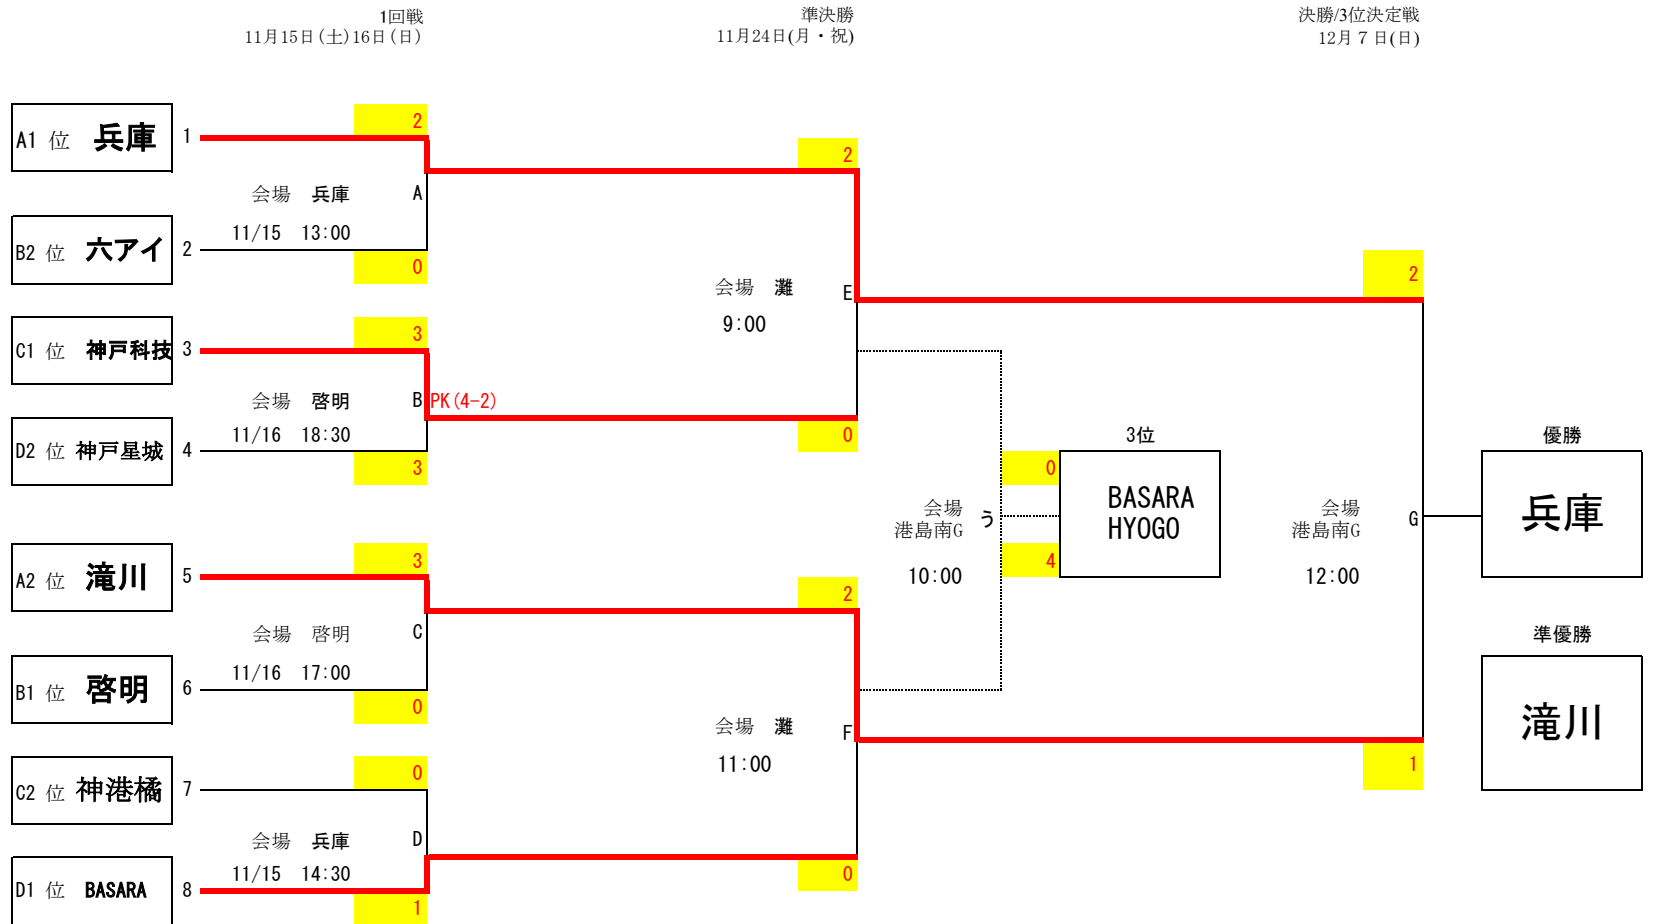 1回戦
11月15日(土)16日(日)
準決勝
11月24日(月・祝)
決勝/3位決定戦
12月7日(日)
A1 位 兵庫 1
2
会場 兵庫 A
11/15 13:00
B2 位 六アイ 2
0
2
会場 灘 E
9:00
C1 位 神戸科技 3
3
会場 啓明 B PK(4-2)
11/16 18:30
D2 位 神戸星城 4
3
0
A2 位 滝川 5
3
会場 啓明 C
11/16 17:00
B1 位 啓明 6
0
2
会場 灘 F
11:00
C2 位 神港橘 7
0
会場 兵庫 D
11/15 14:30
D1 位 BASARA 8
1
0
3位
0
BASARA
HYOGO
会場
港島南G う
10:00
4
2
会場
港島南G G
12:00
1
優勝
兵庫
準優勝
滝川